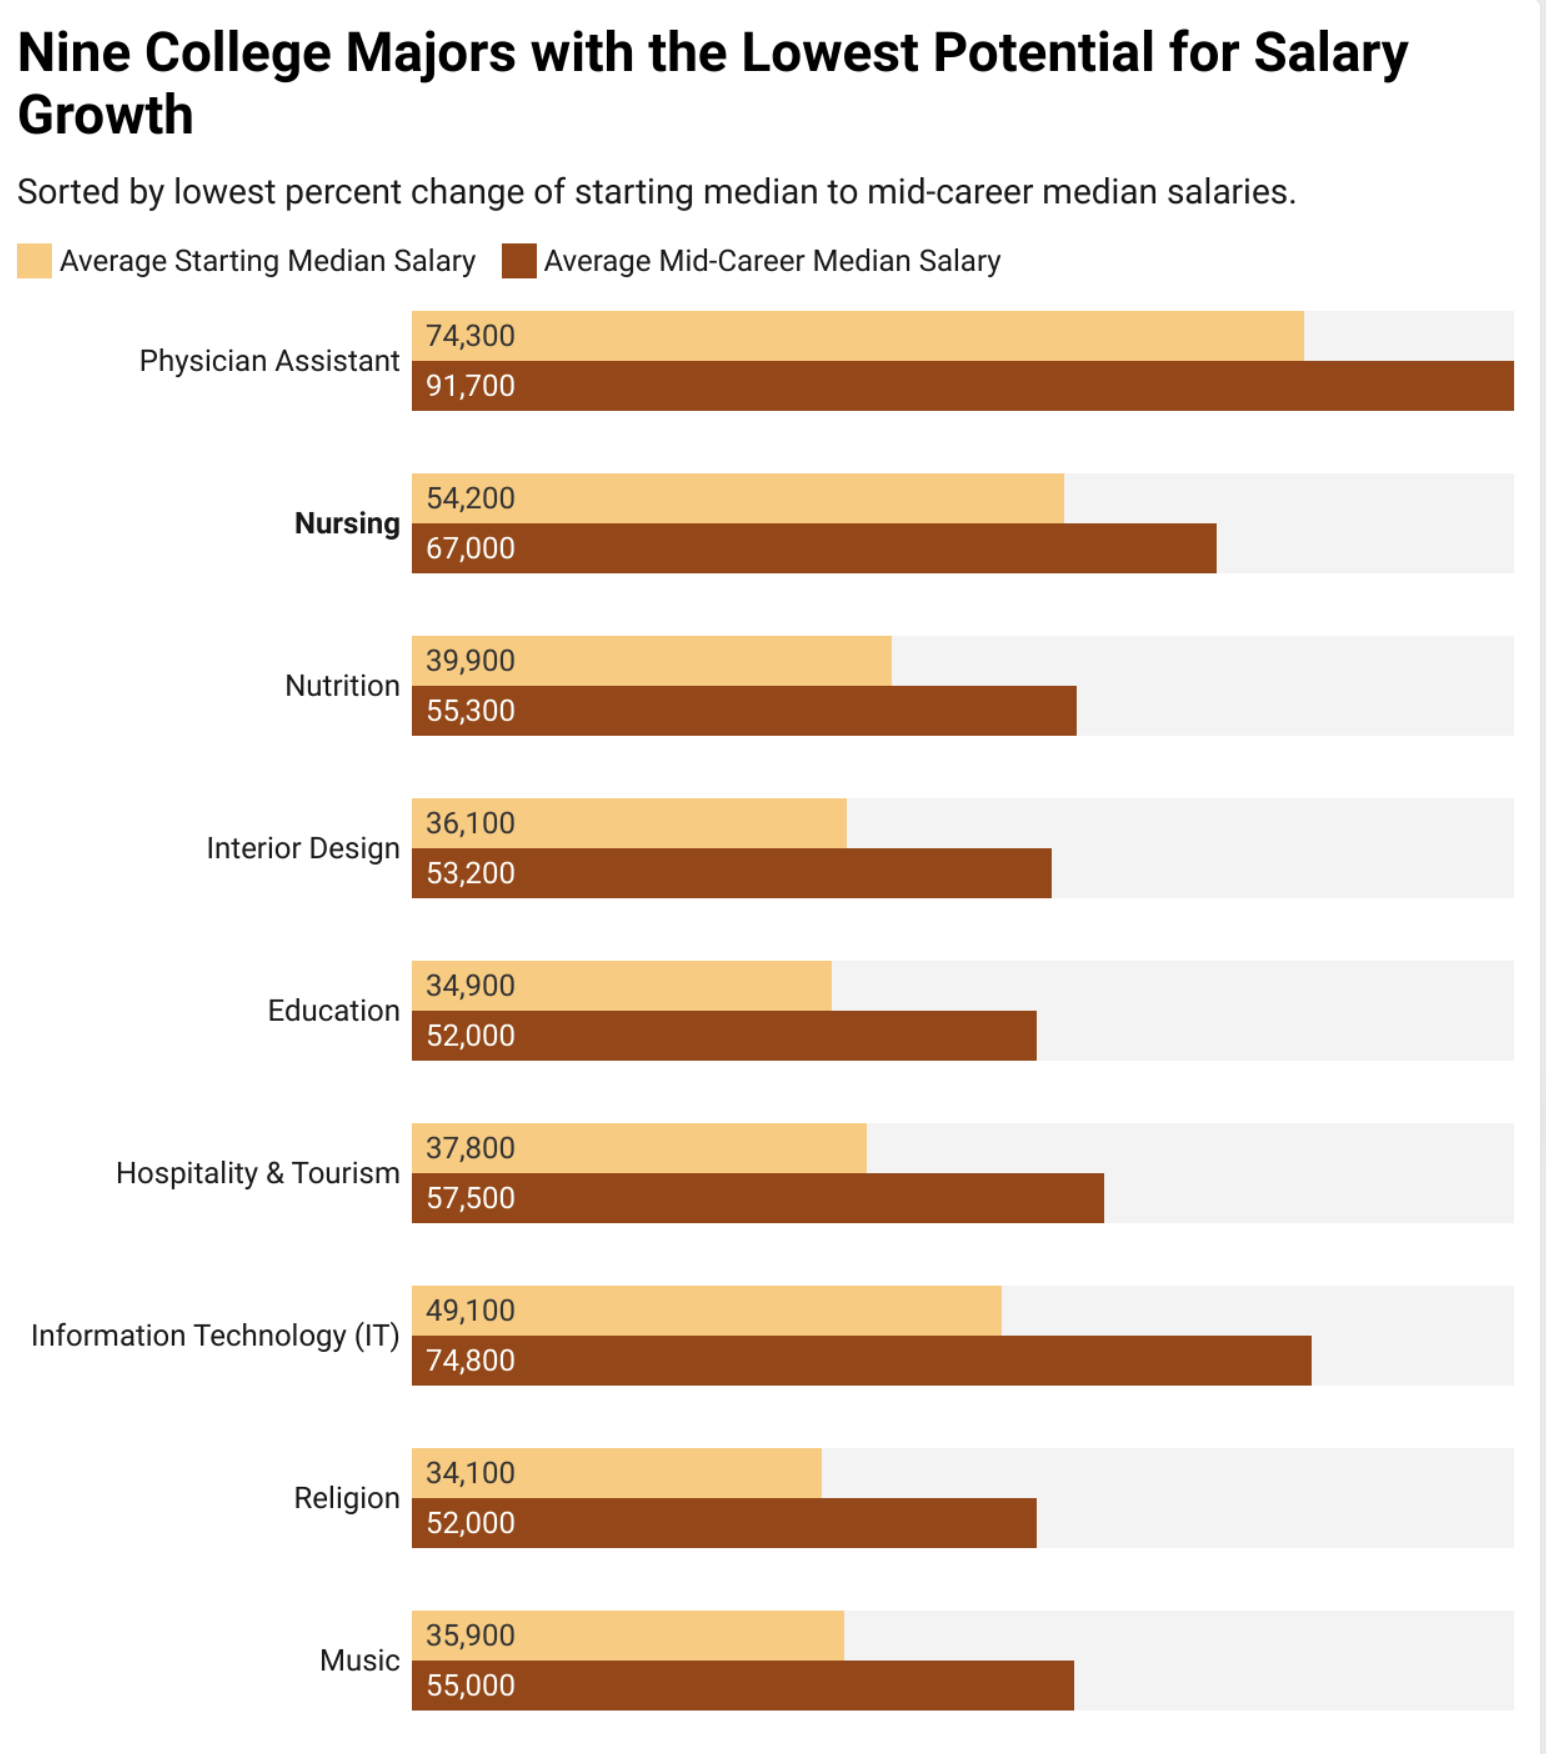 Nine College Majors with the Lowest Potential for Salary
Growth
Sorted by lowest percent change of starting median to mid-career median salaries.
Average Starting Median Salary Average Mid-Career Median Salary
Physician Assistant
74,300
91,700
Nursing
54,200
67,000
Nutrition
39,900
55,300
Interior Design
36,100
53,200
Education
34,900
52,000
Hospitality & Tourism
37,800
57,500
Information Technology (IT)
49,100
74,800
Religion
34,100
52,000
Music
35,900
55,000